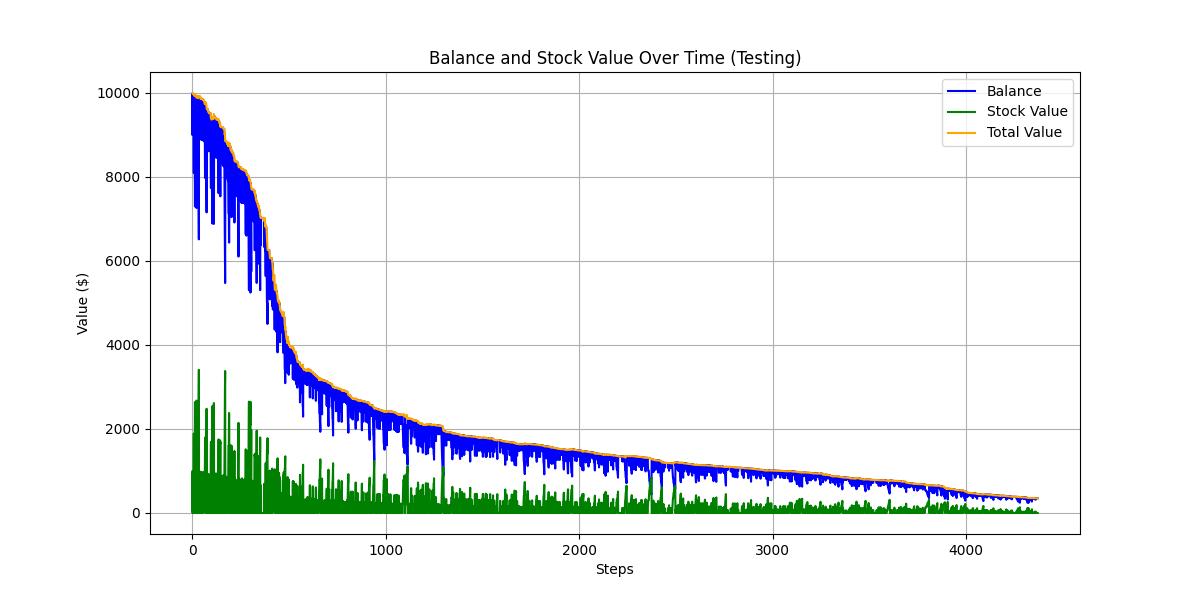 Balance and Stock Value Over Time (Testing)
Balance
Stock Value
Total Value
Value ($)
10000
8000
6000
4000
2000
0
0 1000 2000 3000 4000
Steps